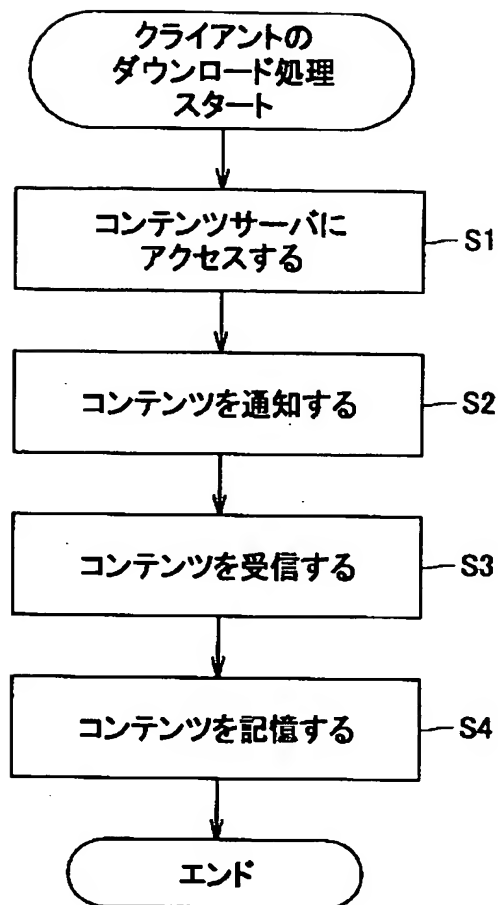 クライアントの
ダウンロード処理
スタート
コンテンツサーバに
アクセスする
S1
コンテンツを通知する
S2
コンテンツを受信する
S3
コンテンツを記憶する
S4
エンド